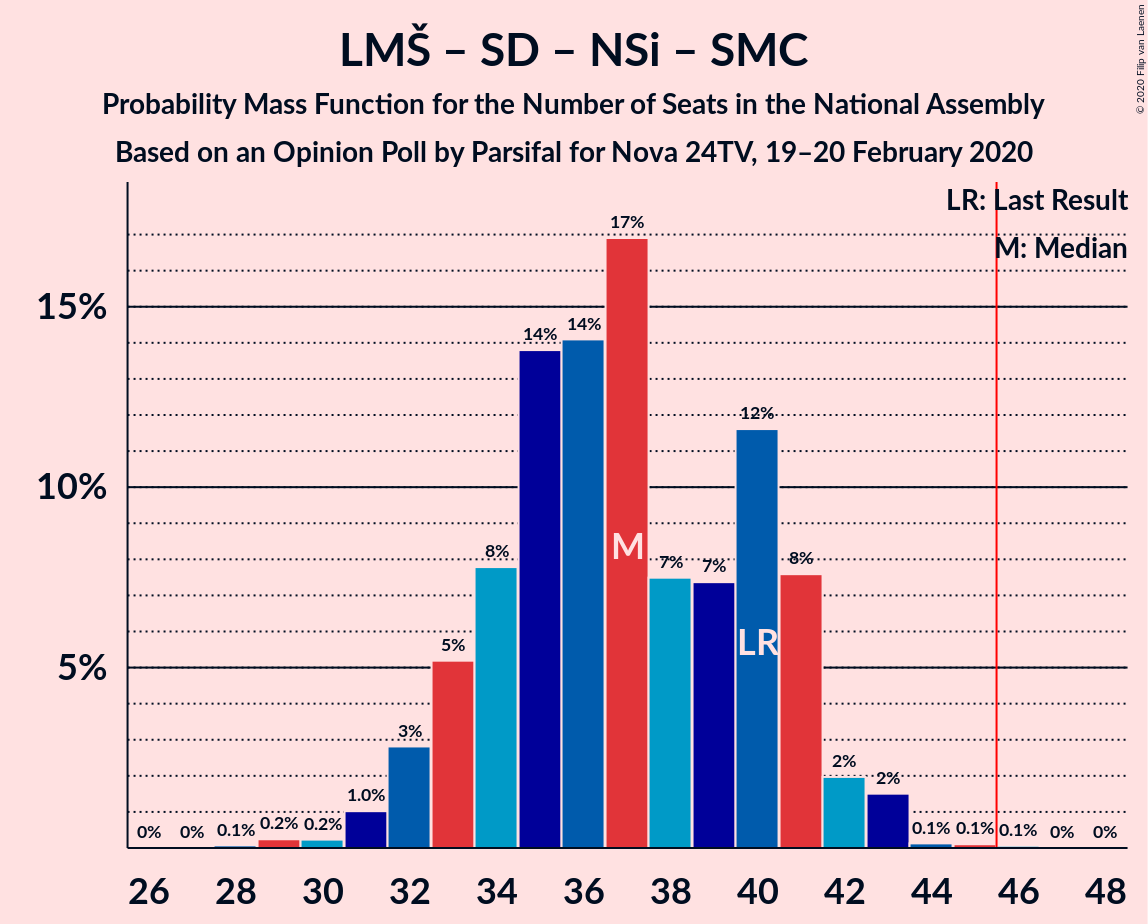 LMŠ – SD – NSi – SMC
Probability Mass Function for the Number of Seats in the National Assembly
Based on an Opinion Poll by Parsifal for Nova 24TV, 19–20 February 2020
© 2020 Filip van Laenen
LR: Last Result
M: Median
15%
10%
5%
0% 0% 0.1% 0.2% 0.2% 1.0% 3% 5% 8% 14% 14% 17% 7% 7% 12% 8% 2% 2% 0.1% 0.1% 0.1% 0% 0%
M
LR
26 28 30 32 34 36 38 40 42 44 46 48